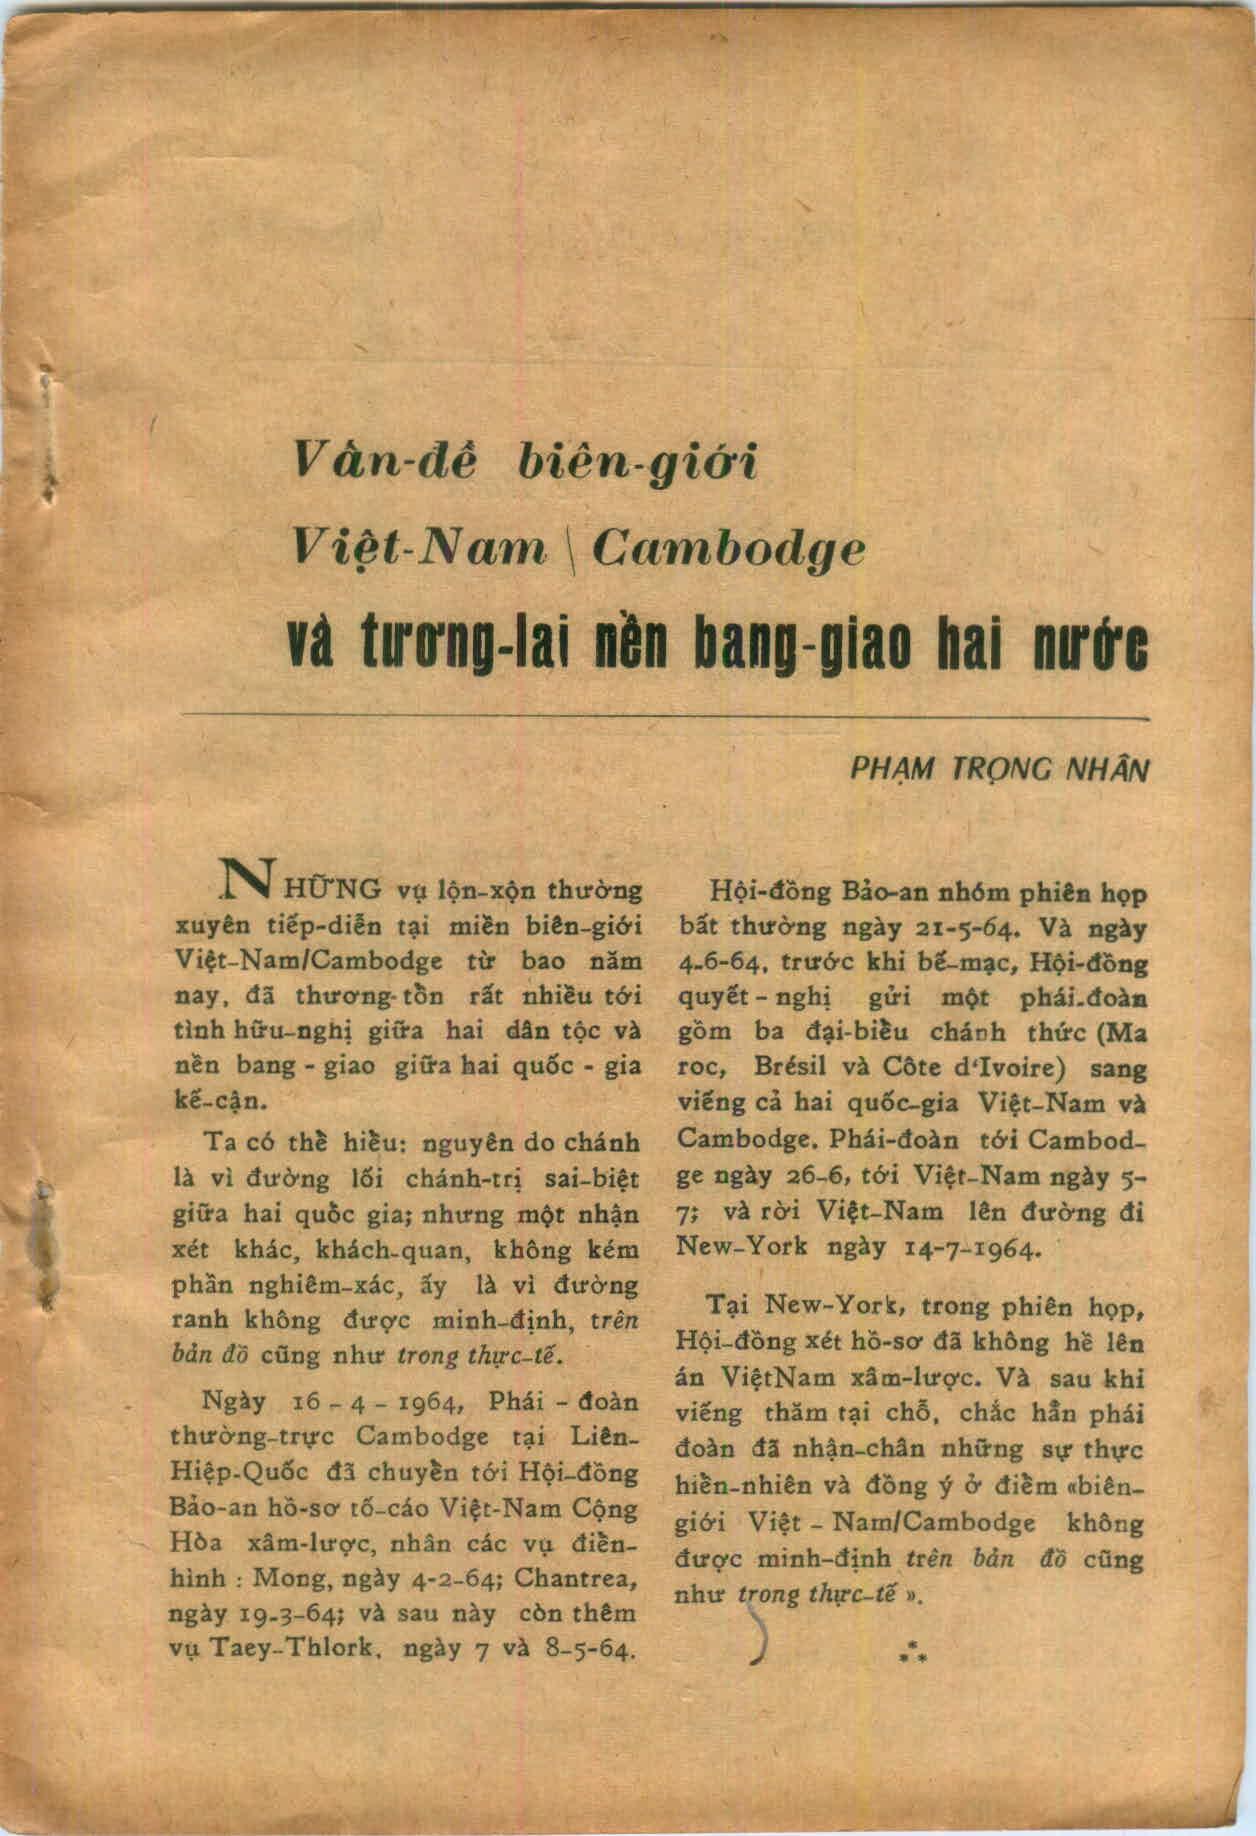 Vấn-đề biên-giới
Việt-Nam \ Cambodge
và tương-lai nền bang-giao hai nước
PHẠM TRỌNG NHÂN
NHỮNG vụ lộn-xộn thường
xuyên tiếp-diễn tại miền biên-giới
Việt-Nam/Cambodge từ bao năm
nay, đã thương-tổn rất nhiều tới
tình hữu-nghị giữa hai dân tộc và
nền bang - giao giữa hai quốc - gia
kế-cận.
Ta có thể hiểu: nguyên do chánh
là vì đường lối chánh-trị sai-biệt
giữa hai quốc gia; nhưng một nhận
xét khác, khách-quan, không kém
phần nghiêm-xác, ấy là vì đường
ranh không được minh-định, trên
bản đồ cũng như trong thực-tế.
Ngày 16 - 4 - 1964, Phái - đoàn
thường-trực Cambodge tại Liên-
Hiệp-Quốc đã chuyển tới Hội-đồng
Bảo-an hồ-sơ tố-cáo Việt-Nam Cộng
Hòa xâm-lược, nhân các vụ điển-
hình : Mong, ngày 4-2-64; Chantrea,
ngày 19-3-64; và sau này còn thêm
vụ Taey-Thlork, ngày 7 và 8-5-64.
Hội-đồng Bảo-an nhóm phiên họp
bất thường ngày 21-5-64. Và ngày
4-6-64, trước khi bế-mạc, Hội-đồng
quyết - nghị gửi một phái-đoàn
gồm ba đại-biểu chánh thức (Ma
roc, Brésil và Côte d'Ivoire) sang
viếng cả hai quốc-gia Việt-Nam và
Cambodge. Phái-đoàn tới Cambod-
ge ngày 26-6, tới Việt-Nam ngày 5-
7; và rời Việt-Nam lên đường đi
New-York ngày 14-7-1964.
Tại New-York, trong phiên họp,
Hội-đồng xét hồ-sơ đã không hề lên
án ViệtNam xâm-lược. Và sau khi
viếng thăm tại chỗ, chắc hẳn phái
đoàn đã nhận-chân những sự thực
hiển-nhiên và đồng ý ở điểm «biên-
giới Việt - Nam/Cambodge không
được minh-định trên bản đồ cũng
như trong thực-tế ».
⁂